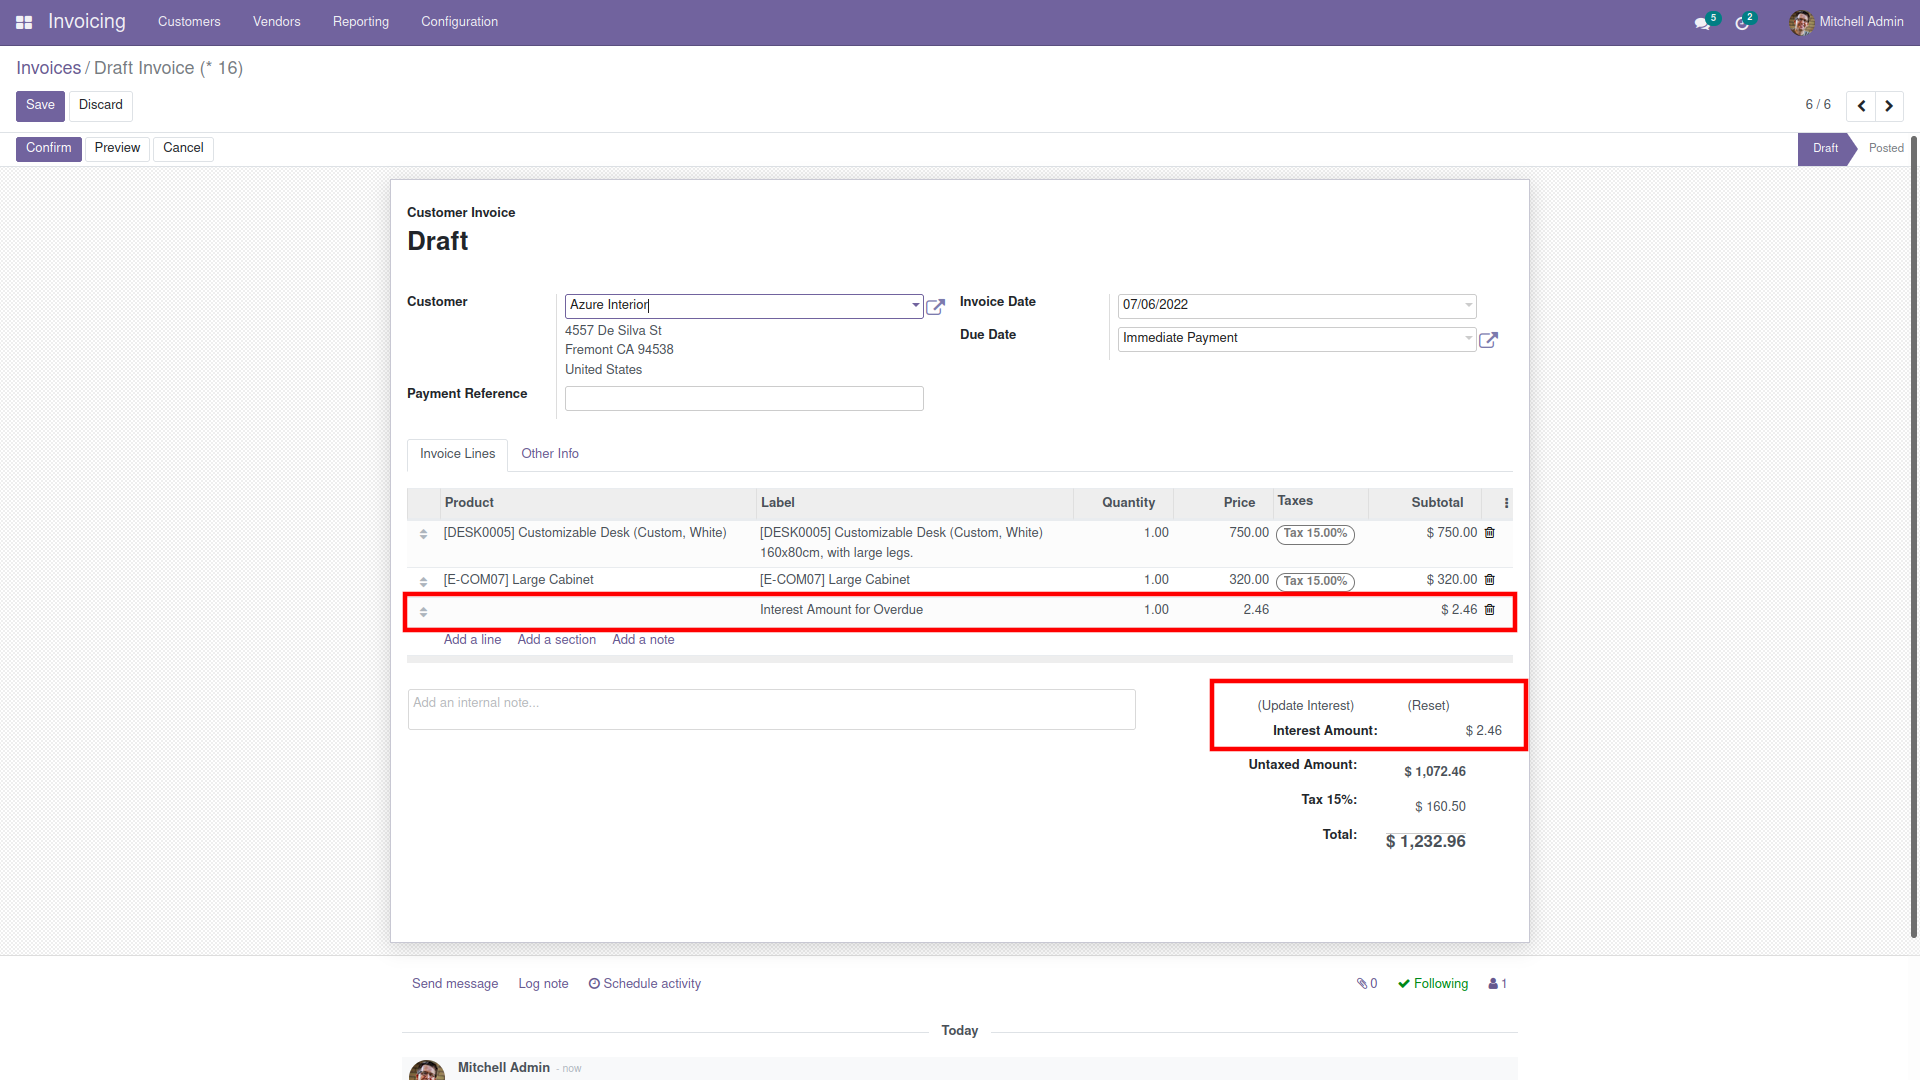 Invoicing Customers Vendors Reporting Configuration 5 2 Mitchell Admin
Invoices / Draft Invoice (* 16)
Save Discard 6 / 6
Confirm Preview Cancel Draft Posted
Customer Invoice
Draft
Customer Azure Interior Invoice Date 07/06/2022
4557 De Silva St Due Date Immediate Payment
Fremont CA 94538
United States
Payment Reference
Invoice Lines Other Info
Product Label Quantity Price Taxes Subtotal
[DESK0005] Customizable Desk (Custom, White) [DESK0005] Customizable Desk (Custom, White) 1.00 750.00 Tax 15.00% $ 750.00
160x80cm, with large legs.
[E-COM07] Large Cabinet [E-COM07] Large Cabinet 1.00 320.00 Tax 15.00% $ 320.00
Interest Amount for Overdue 1.00 2.46 $ 2.46
Add a line Add a section Add a note
Add an internal note... (Update Interest) (Reset)
Interest Amount: $ 2.46
Untaxed Amount: $ 1,072.46
Tax 15%: $ 160.50
Total: $ 1,232.96
Send message Log note Schedule activity 0 Following 1
Today
Mitchell Admin - now